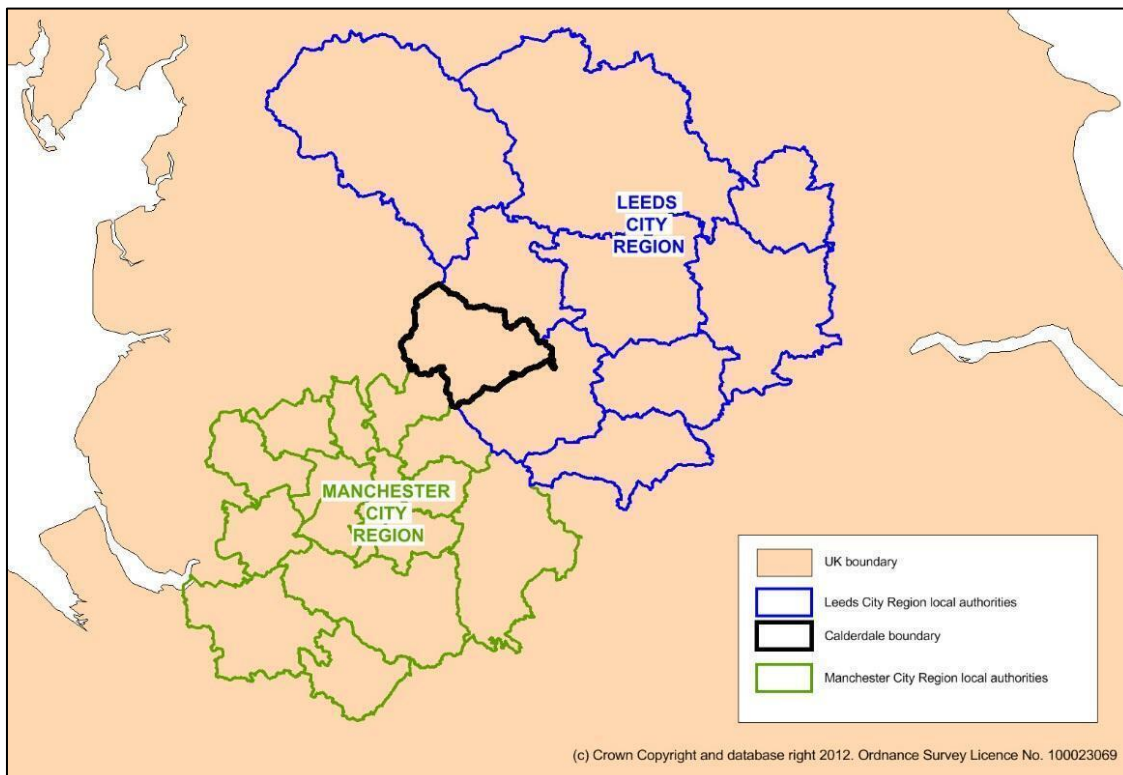 LEEDS
CITY
REGION
MANCHESTER
CITY
REGION
UK boundary
Leeds City Region local authorities
Calderdale boundary
Manchester City Region local authorities
(c) Crown Copyright and database right 2012. Ordnance Survey Licence No. 100023069